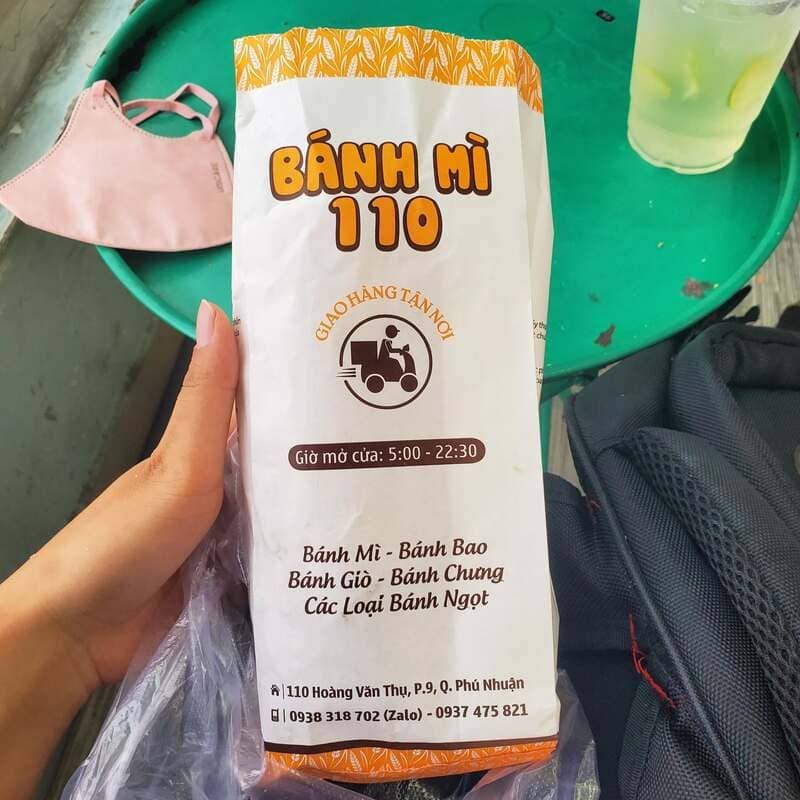 BÁNH MÌ
110
GIAO HÀNG TẬN NƠI
Giờ mở cửa: 5:00 - 22:30
Bánh Mì - Bánh Bao
Bánh Giò - Bánh Chưng
Các Loại Bánh Ngọt
110 Hoàng Văn Thụ, P.9, Q. Phú Nhuận
0938 318 702 (Zalo) - 0937 475 821